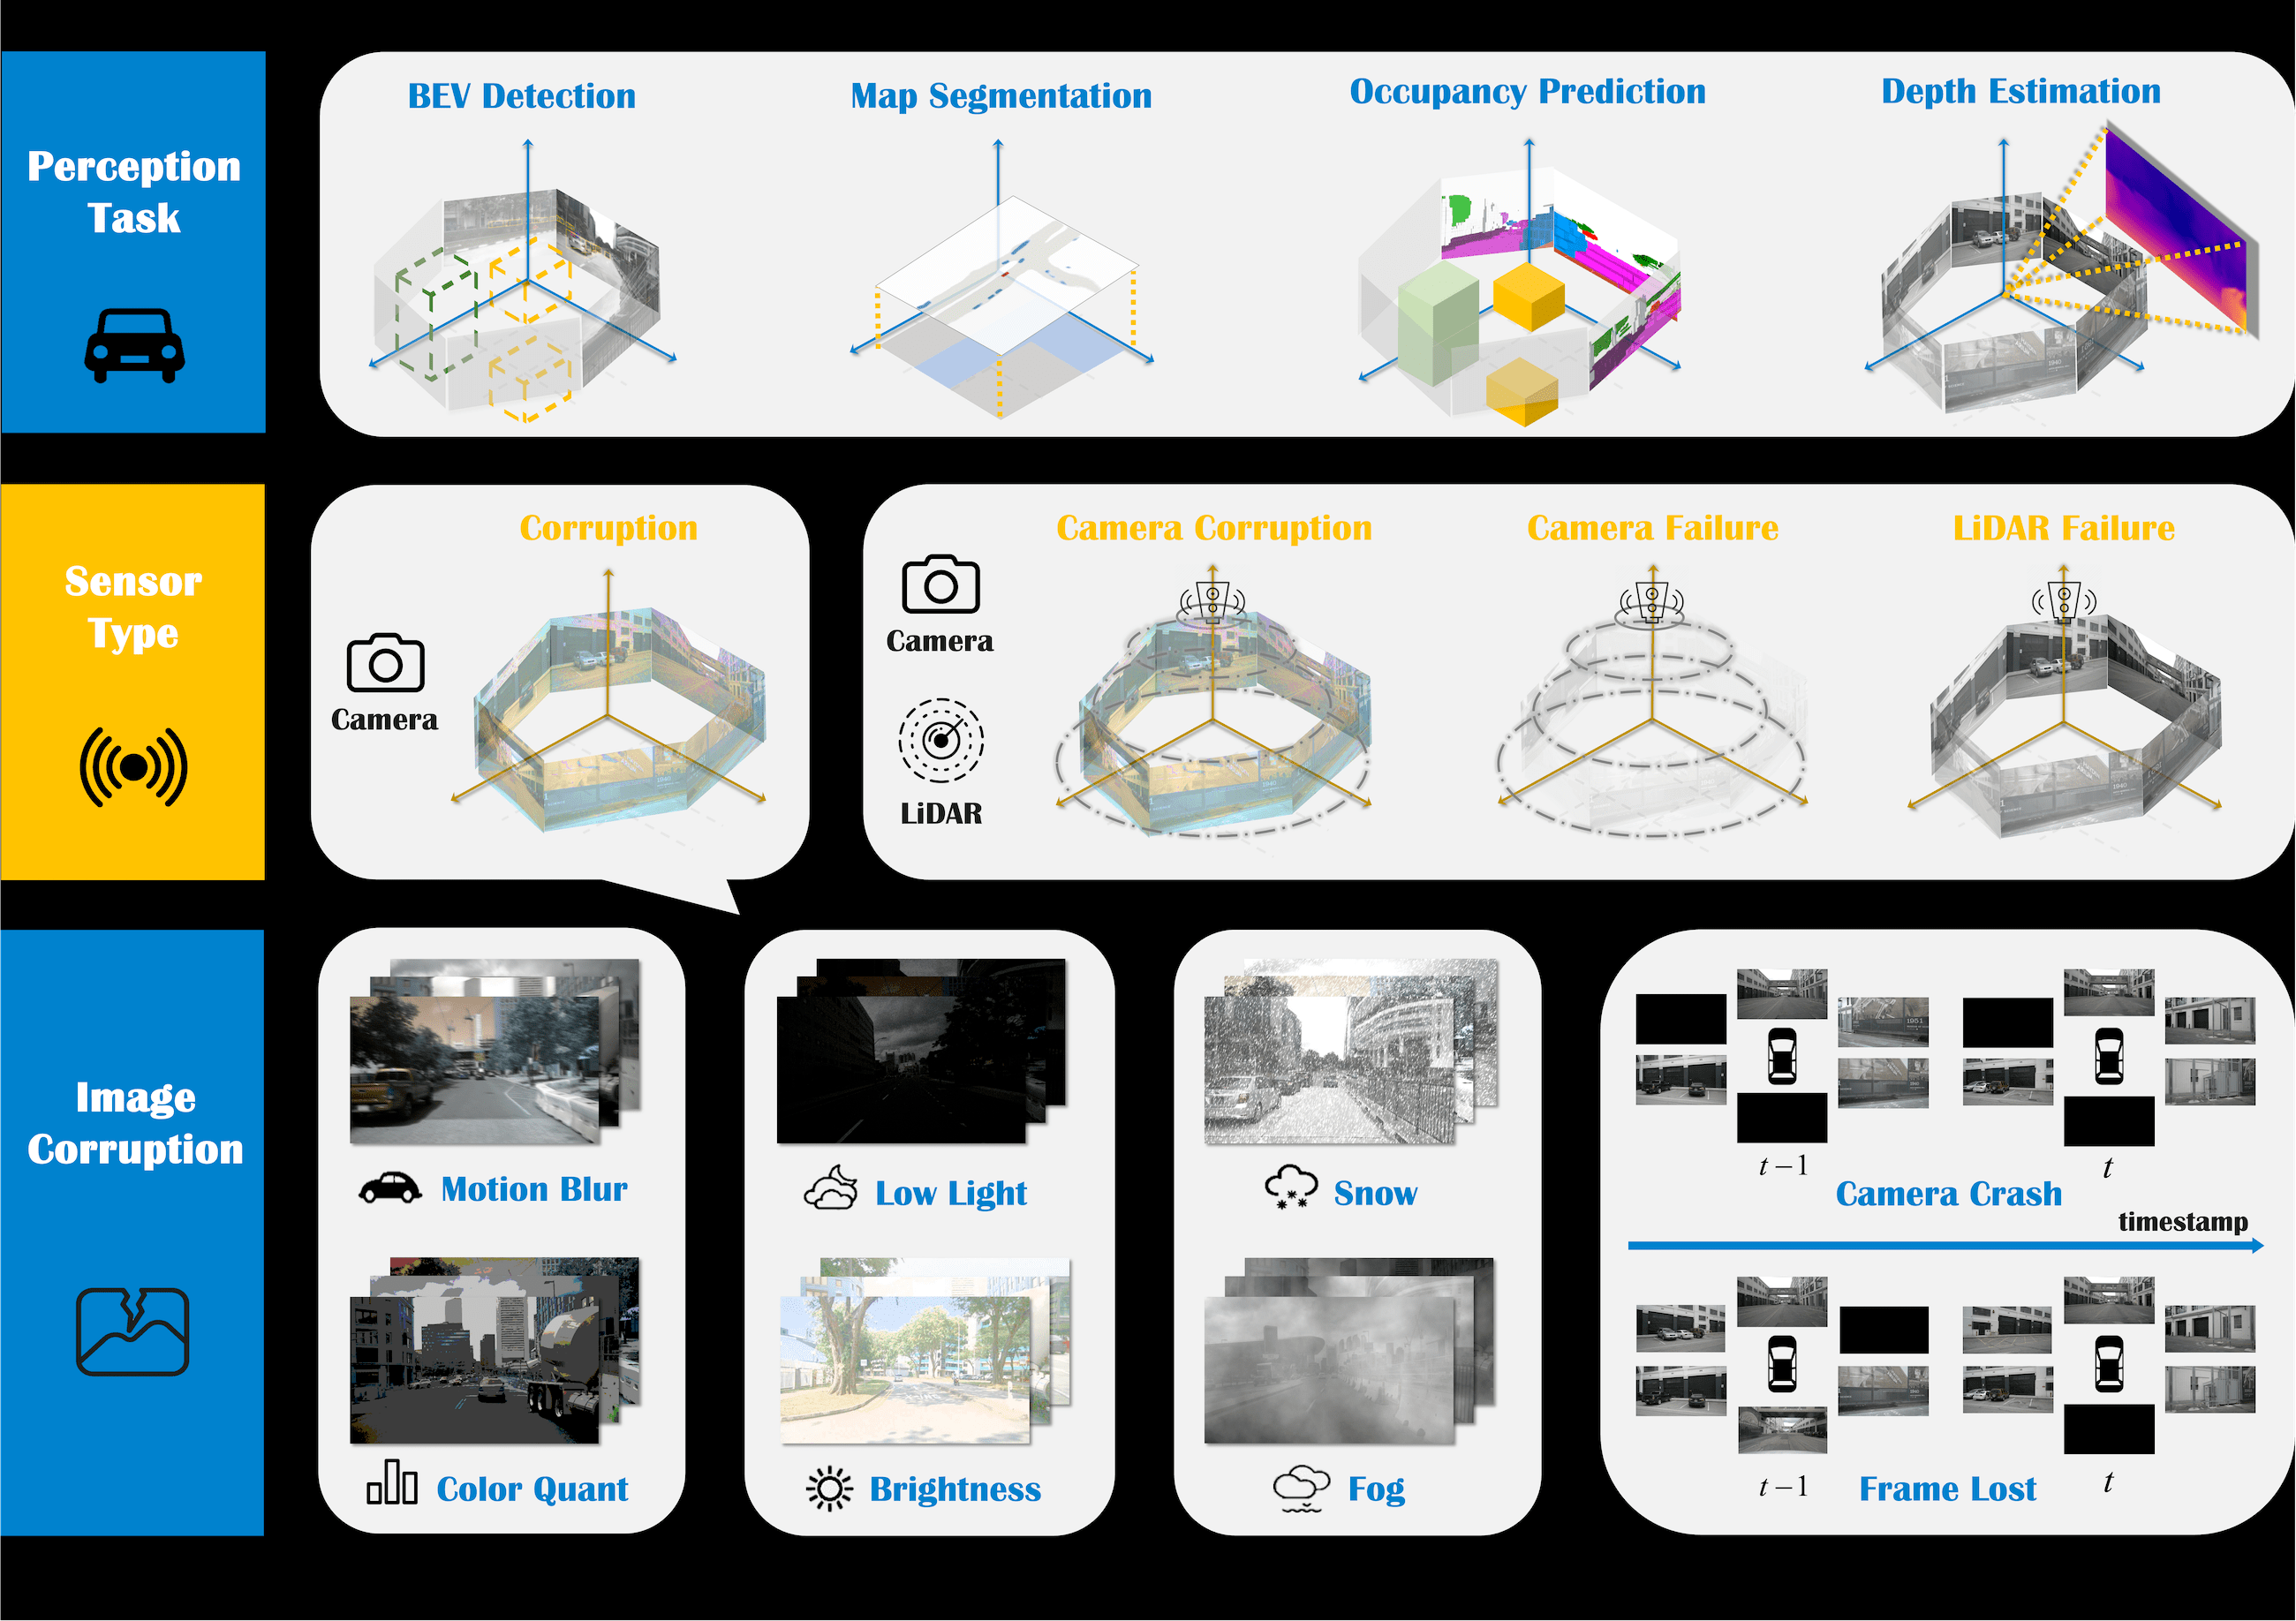 Perception
Task
BEV Detection
Map Segmentation
Occupancy Prediction
Depth Estimation
Sensor
Type
Corruption
Camera
Camera
LiDAR
Camera Corruption
Camera Failure
LiDAR Failure
Image
Corruption
Motion Blur
Low Light
Snow
Color Quant
Brightness
Fog
t − 1
t
Camera Crash
timestamp
t − 1
Frame Lost
t